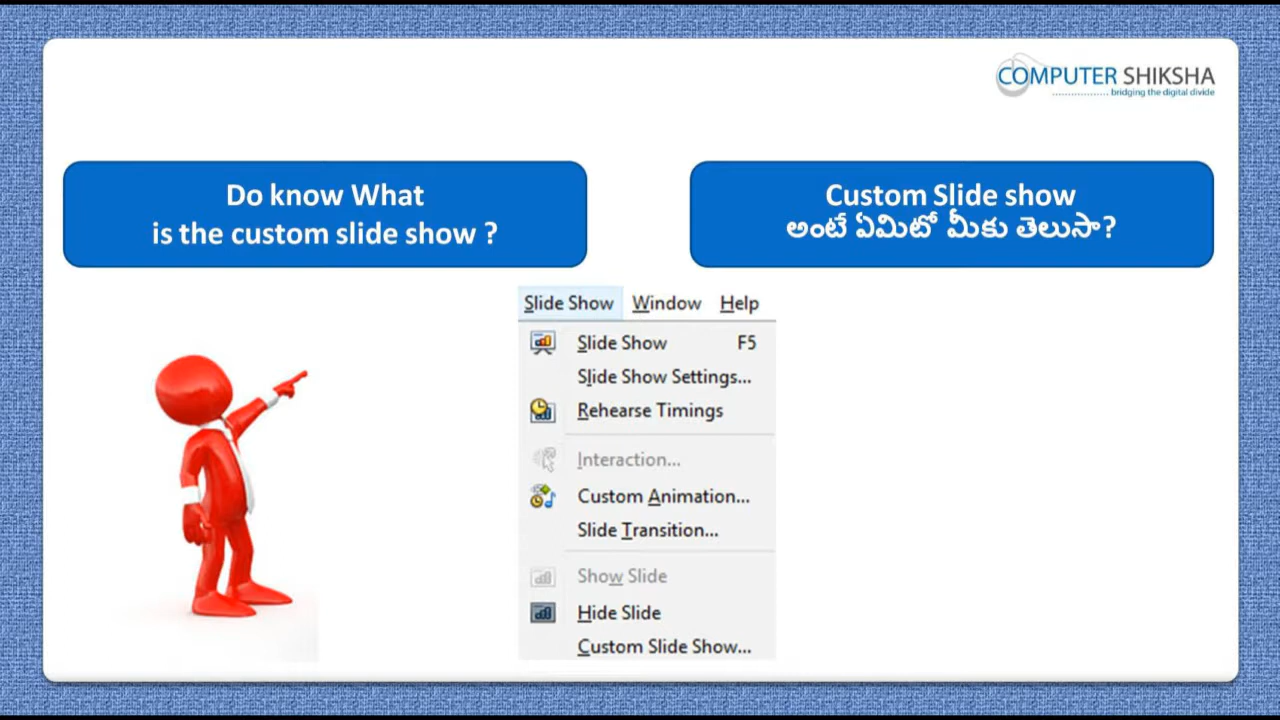 COMPUTER SHIKSHA
.................. bridging the digital divide
Do know What
is the custom slide show ?
Custom Slide show
అంటే ఏమిటో మీకు తెలుసా?
Slide Show Window Help
Slide Show F5
Slide Show Settings...
Rehearse Timings
Interaction...
Custom Animation...
Slide Transition...
Show Slide
Hide Slide
Custom Slide Show...